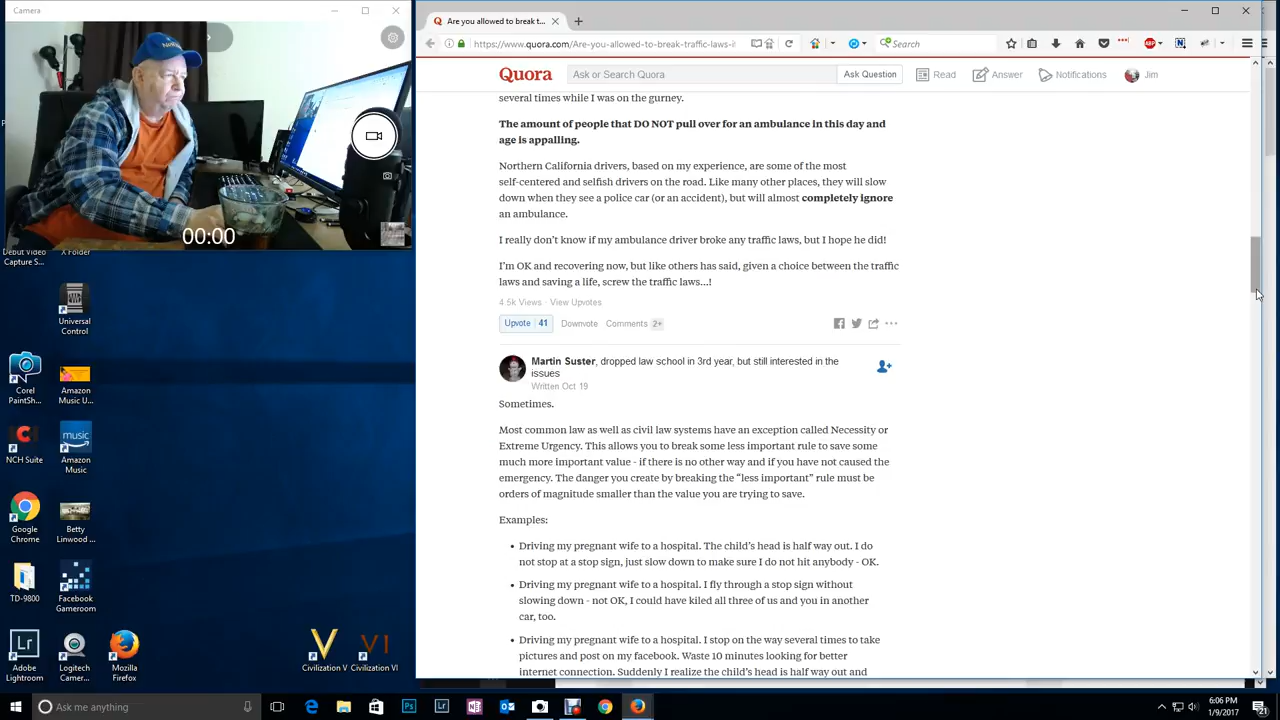 Camera
00:00
X Folder
Debut Video
Capture S...
Universal
Control
Corel
PaintSh...
Amazon
Music U...
NCH Suite
music
Amazon
Music
Google
Chrome
Betty
Linwood ...
TD-9800
Facebook
Gameroom
Lr
Adobe
Lightroom
Logitech
Camer...
Mozilla
Firefox
V
Civilization V
VI
Civilization VI
Are you allowed to break t...
https://www.quora.com/Are-you-allowed-to-break-traffic-laws-i
Search
ABP
Quora
Ask or Search Quora
Ask Question
Read
Answer
Notifications
Jim
several times while I was on the gurney.
The amount of people that DO NOT pull over for an ambulance in this day and
age is appalling.
Northern California drivers, based on my experience, are some of the most
self-centered and selfish drivers on the road. Like many other places, they will slow
down when they see a police car (or an accident), but will almost completely ignore
an ambulance.
I really don't know if my ambulance driver broke any traffic laws, but I hope he did!
I'm OK and recovering now, but like others has said, given a choice between the traffic
laws and saving a life, screw the traffic laws...!
4.5k Views · View Upvotes
Upvote 41 Downvote Comments 2+
Martin Suster, dropped law school in 3rd year, but still interested in the
issues
Written Oct 19
Sometimes.
Most common law as well as civil law systems have an exception called Necessity or
Extreme Urgency. This allows you to break some less important rule to save some
much more important value - if there is no other way and if you have not caused the
emergency. The danger you create by breaking the “less important” rule must be
orders of magnitude smaller than the value you are trying to save.
Examples:
• Driving my pregnant wife to a hospital. The child's head is half way out. I do
not stop at a stop sign, just slow down to make sure I do not hit anybody - OK.
• Driving my pregnant wife to a hospital. I fly through a stop sign without
slowing down - not OK, I could have kiled all three of us and you in another
car, too.
• Driving my pregnant wife to a hospital. I stop on the way several times to take
pictures and post on my facebook. Waste 10 minutes looking for better
internet connection. Suddenly I realize the child's head is half way out and
Ask me anything
Ps
Lr
6:06 PM
1/9/2017
21